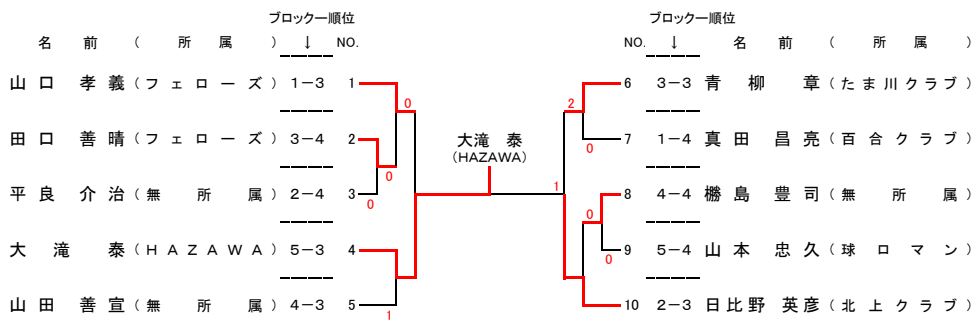 ブロックー順位 ブロックー順位
名 前 ( 所 属 ) ↓ NO. NO. ↓ 名 前 ( 所 属 )
山口 孝義 (フェローズ) 1-3 1 6 3-3 青柳 章 (たま川クラブ)
0 2
田口 善晴 (フェローズ) 3-4 2 大滝 泰 7 1-4 真田 昌亮 (百合クラブ)
0 (HAZAWA) 0
平良 介治 (無所属) 2-4 3 1 8 4-4 橳島 豊司 (無所属)
0 0
大滝 泰 (HAZAWA) 5-3 4 9 5-4 山本 忠久 (球ロマン)
0
山田 善宣 (無所属) 4-3 5 10 2-3 日比野 英彦 (北上クラブ)
1